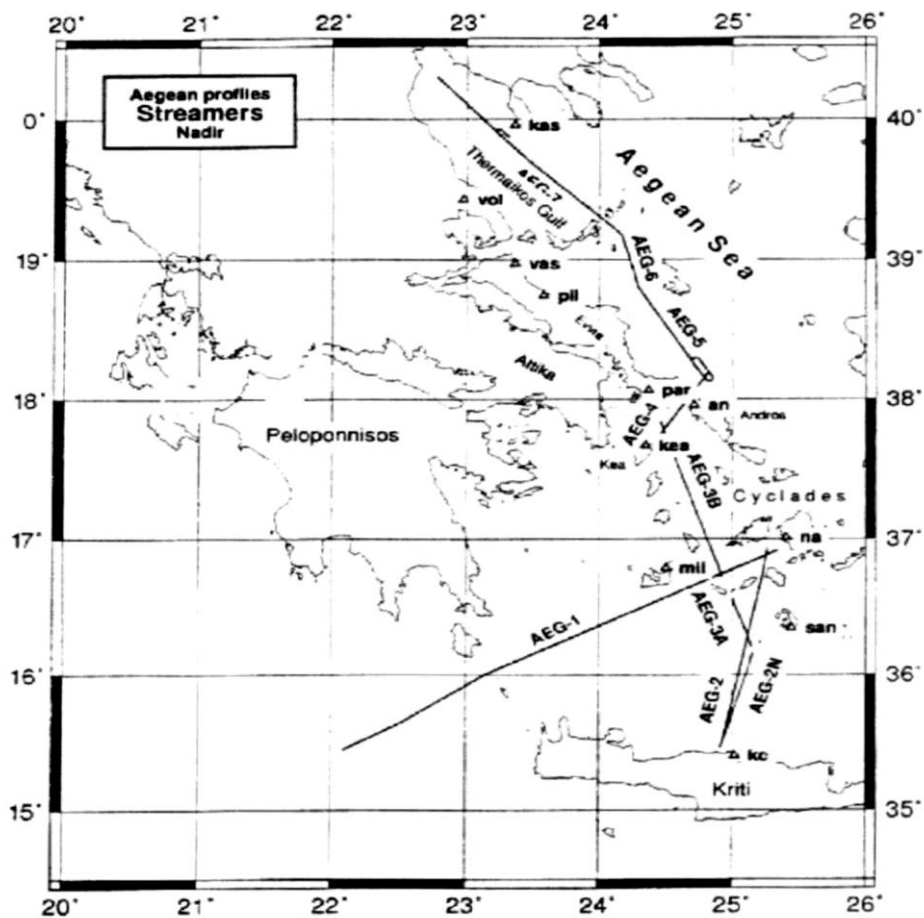 20° 21° 22° 23° 24° 25° 26°
Aegean profiles
Streamers
Nadir
0° 40°
kas
Aegean Sea
AEG-7
Thermaikos Gulf
vol
19° 39°
vas
AEG-6
pil
AEG-5
Evia
Attika
par
18° 38°
an
Andros
AEG-4
Peloponnisos
kea
Kea
AEG-3B
Cyclades
17° 37°
na
mil
AEG-1
AEG-3A
san
16° 36°
AEG-2
AEG-2N
kc
Kriti
15° 35°
20° 21° 22° 23° 24° 25° 26°